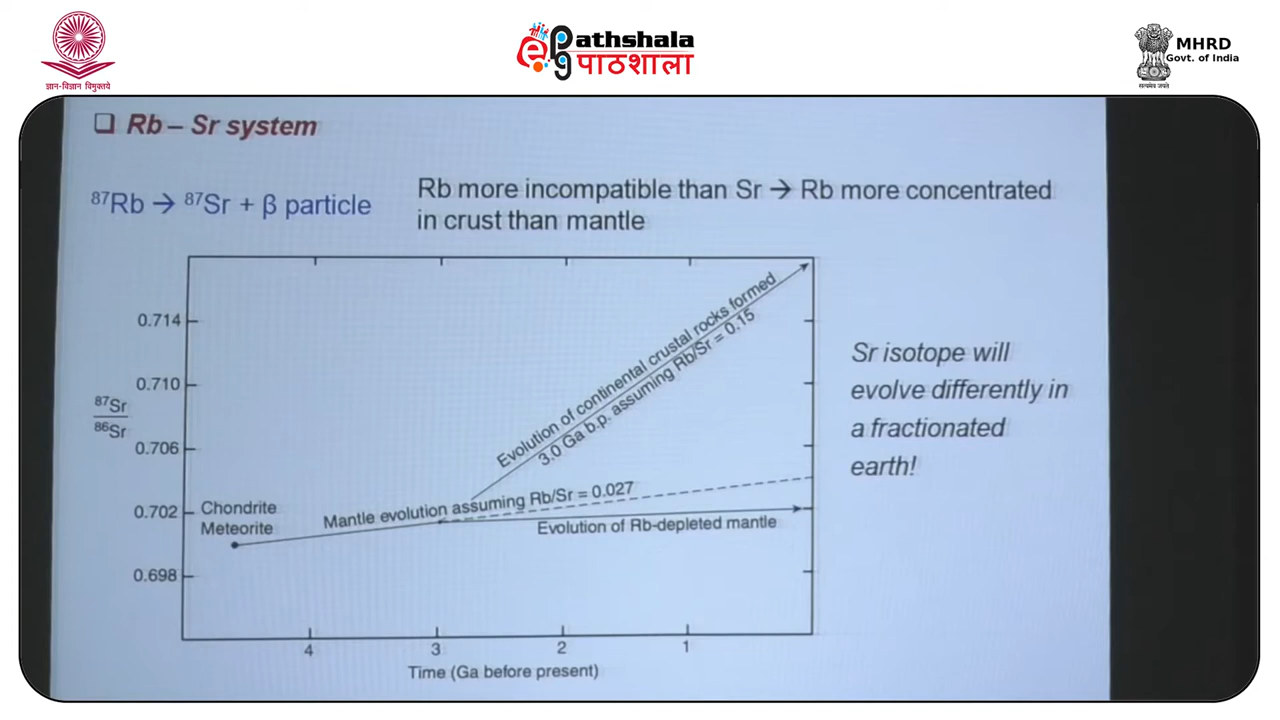 ज्ञान-विज्ञान विमुक्तये
epg
athshala
पाठशाला
MHRD
Govt. of India
सत्यमेव जयते
❑ Rb – Sr system
⁸⁷Rb → ⁸⁷Sr + β particle
Rb more incompatible than Sr → Rb more concentrated
in crust than mantle
0.714
0.710
0.706
0.702
0.698
⁸⁷Sr
⁸⁶Sr
Chondrite
Meteorite
Evolution of continental crustal rocks formed
3.0 Ga b.p. assuming Rb/Sr = 0.15
Mantle evolution assuming Rb/Sr = 0.027
Evolution of Rb-depleted mantle
4 3 2 1
Time (Ga before present)
Sr isotope will
evolve differently in
a fractionated
earth!